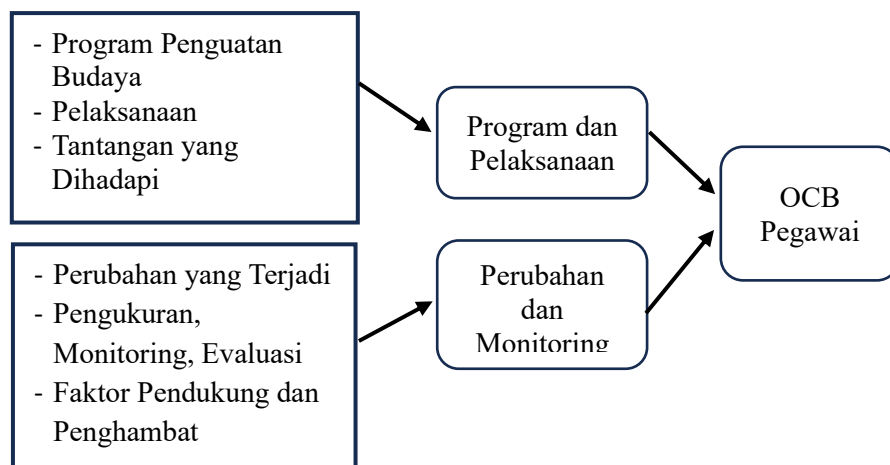 - Program Penguatan
Budaya
- Pelaksanaan
- Tantangan yang
Dihadapi
Program dan
Pelaksanaan
OCB
Pegawai
- Perubahan yang Terjadi
- Pengukuran,
Monitoring, Evaluasi
- Faktor Pendukung dan
Penghambat
Perubahan
dan
Monitoring